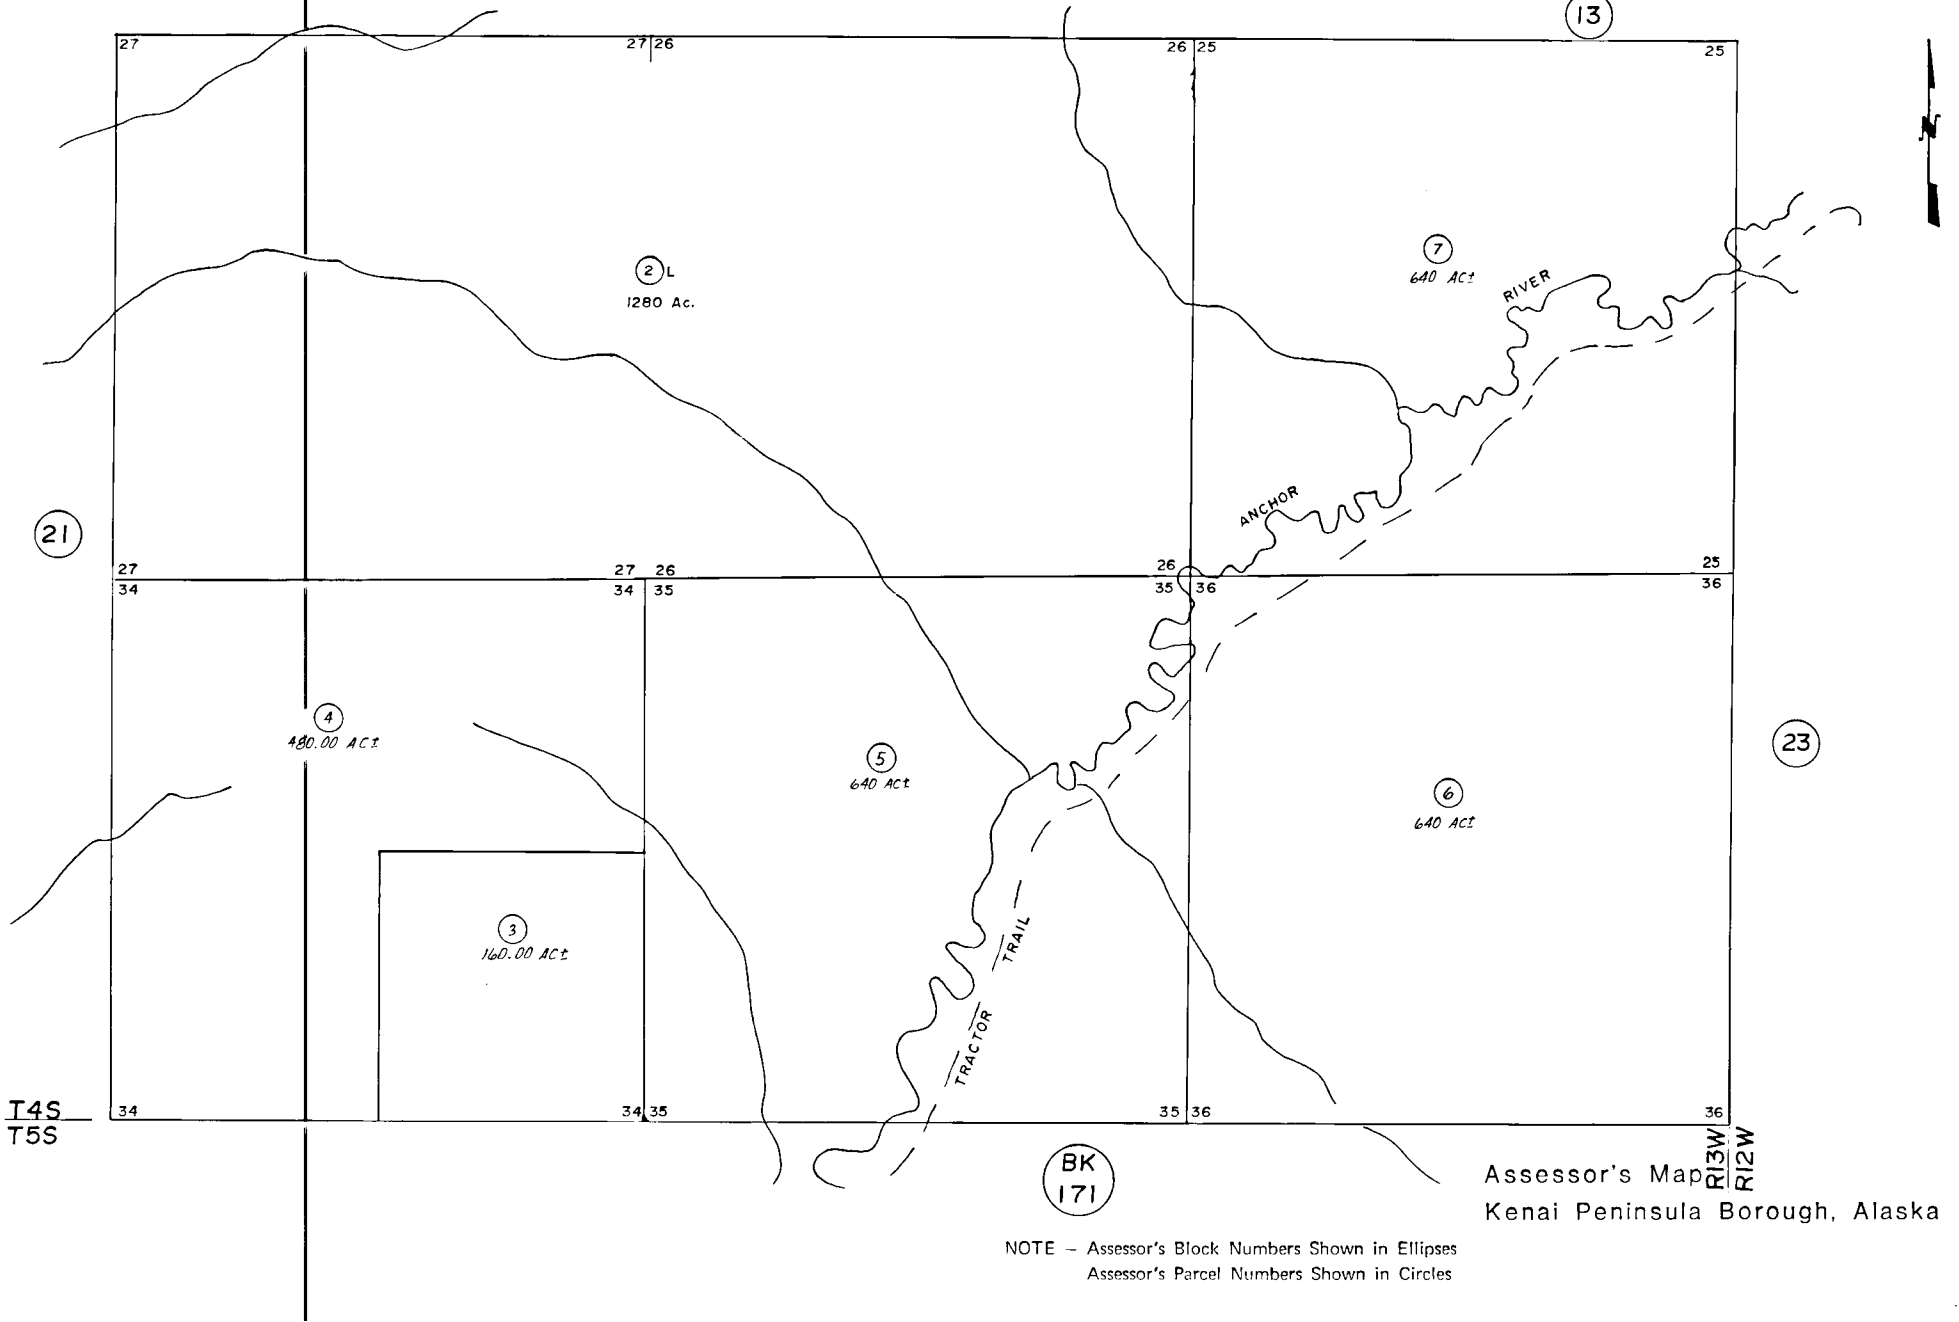 13
27
27 26
26 25
25
N
7
640 AC±
RIVER
2 L
1280 Ac.
ANCHOR
21
27
27 26
26
25
34
34 35
35 36
36
4
480.00 AC±
5
640 AC±
23
6
640 AC±
3
160.00 AC±
TRACTOR TRAIL
T4S
T5S
34
34 35
35 36
36
R13W
R12W
BK
171
Assessor's Map
Kenai Peninsula Borough, Alaska
NOTE – Assessor's Block Numbers Shown in Ellipses
Assessor's Parcel Numbers Shown in Circles